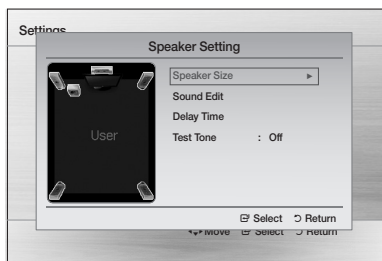 Settings
Speaker Setting
Speaker Size ►
Sound Edit
Delay Time
Test Tone : Off
User
Select Return
Move Select Return